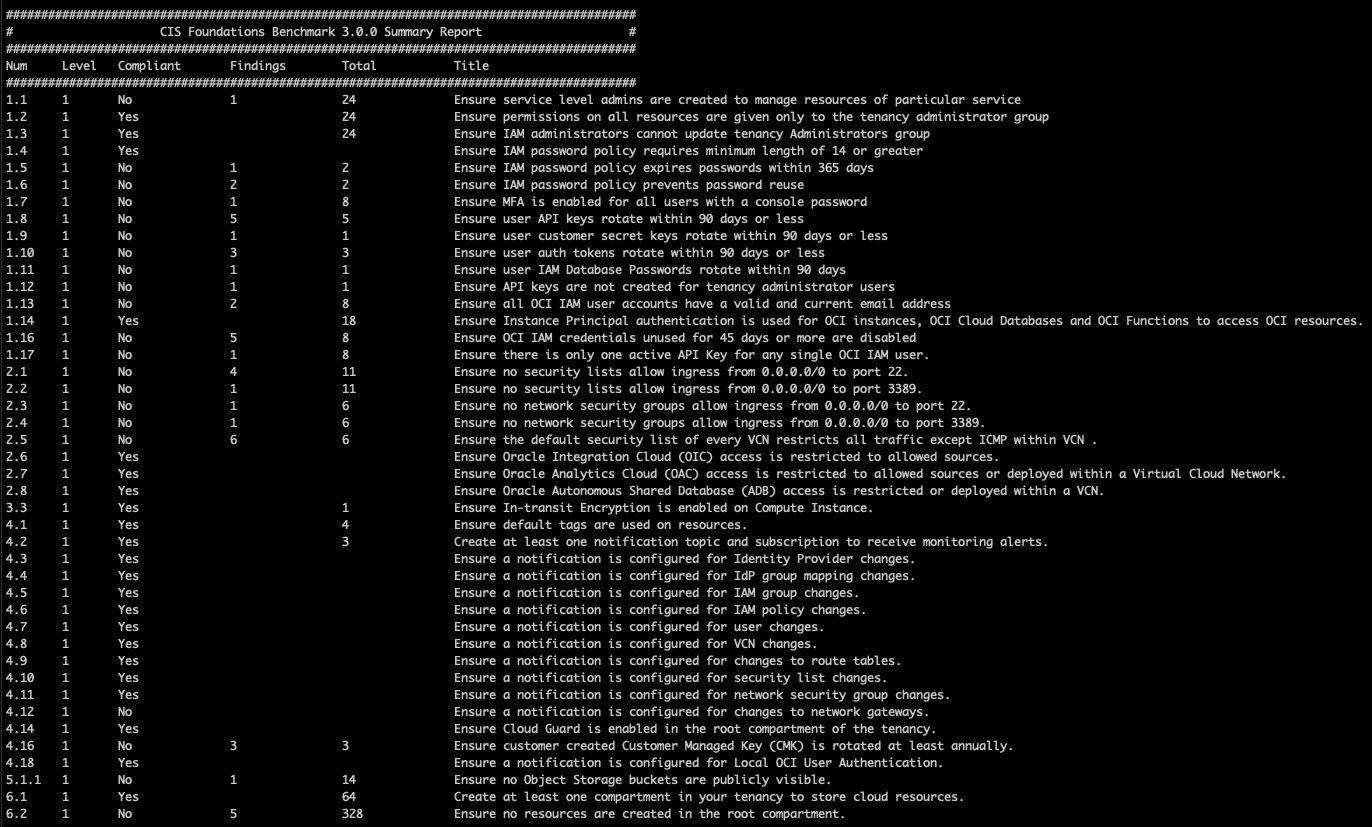 ##########################################################################################
#                     CIS Foundations Benchmark 3.0.0 Summary Report                     #
##########################################################################################
Num     Level   Compliant       Findings        Total           Title
##########################################################################################
1.1     1       No              1               24              Ensure service level admins are created to manage resources of particular service
1.2     1       Yes                             24              Ensure permissions on all resources are given only to the tenancy administrator group
1.3     1       Yes                             24              Ensure IAM administrators cannot update tenancy Administrators group
1.4     1       Yes                                             Ensure IAM password policy requires minimum length of 14 or greater
1.5     1       No              1               2               Ensure IAM password policy expires passwords within 365 days
1.6     1       No              2               2               Ensure IAM password policy prevents password reuse
1.7     1       No              1               8               Ensure MFA is enabled for all users with a console password
1.8     1       No              5               5               Ensure user API keys rotate within 90 days or less
1.9     1       No              1               1               Ensure user customer secret keys rotate within 90 days or less
1.10    1       No              3               3               Ensure user auth tokens rotate within 90 days or less
1.11    1       No              1               1               Ensure user IAM Database Passwords rotate within 90 days
1.12    1       No              1               1               Ensure API keys are not created for tenancy administrator users
1.13    1       No              2               8               Ensure all OCI IAM user accounts have a valid and current email address
1.14    1       Yes                             18              Ensure Instance Principal authentication is used for OCI instances, OCI Cloud Databases and OCI Functions to access OCI resources.
1.16    1       No              5               8               Ensure OCI IAM credentials unused for 45 days or more are disabled
1.17    1       No              1               8               Ensure there is only one active API Key for any single OCI IAM user.
2.1     1       No              4               11              Ensure no security lists allow ingress from 0.0.0.0/0 to port 22.
2.2     1       No              1               11              Ensure no security lists allow ingress from 0.0.0.0/0 to port 3389.
2.3     1       No              1               6               Ensure no network security groups allow ingress from 0.0.0.0/0 to port 22.
2.4     1       No              1               6               Ensure no network security groups allow ingress from 0.0.0.0/0 to port 3389.
2.5     1       No              6               6               Ensure the default security list of every VCN restricts all traffic except ICMP within VCN .
2.6     1       Yes                                             Ensure Oracle Integration Cloud (OIC) access is restricted to allowed sources.
2.7     1       Yes                                             Ensure Oracle Analytics Cloud (OAC) access is restricted to allowed sources or deployed within a Virtual Cloud Network.
2.8     1       Yes                                             Ensure Oracle Autonomous Shared Database (ADB) access is restricted or deployed within a VCN.
3.3     1       Yes                             1               Ensure In-transit Encryption is enabled on Compute Instance.
4.1     1       Yes                             4               Ensure default tags are used on resources.
4.2     1       Yes                             3               Create at least one notification topic and subscription to receive monitoring alerts.
4.3     1       Yes                                             Ensure a notification is configured for Identity Provider changes.
4.4     1       Yes                                             Ensure a notification is configured for IdP group mapping changes.
4.5     1       Yes                                             Ensure a notification is configured for IAM group changes.
4.6     1       Yes                                             Ensure a notification is configured for IAM policy changes.
4.7     1       Yes                                             Ensure a notification is configured for user changes.
4.8     1       Yes                                             Ensure a notification is configured for VCN changes.
4.9     1       Yes                                             Ensure a notification is configured for changes to route tables.
4.10    1       Yes                                             Ensure a notification is configured for security list changes.
4.11    1       Yes                                             Ensure a notification is configured for network security group changes.
4.12    1       No                                              Ensure a notification is configured for changes to network gateways.
4.14    1       Yes                                             Ensure Cloud Guard is enabled in the root compartment of the tenancy.
4.16    1       No              3               3               Ensure customer created Customer Managed Key (CMK) is rotated at least annually.
4.18    1       Yes                                             Ensure a notification is configured for Local OCI User Authentication.
5.1.1   1       No              1               14              Ensure no Object Storage buckets are publicly visible.
6.1     1       Yes                             64              Create at least one compartment in your tenancy to store cloud resources.
6.2     1       No              5               328             Ensure no resources are created in the root compartment.